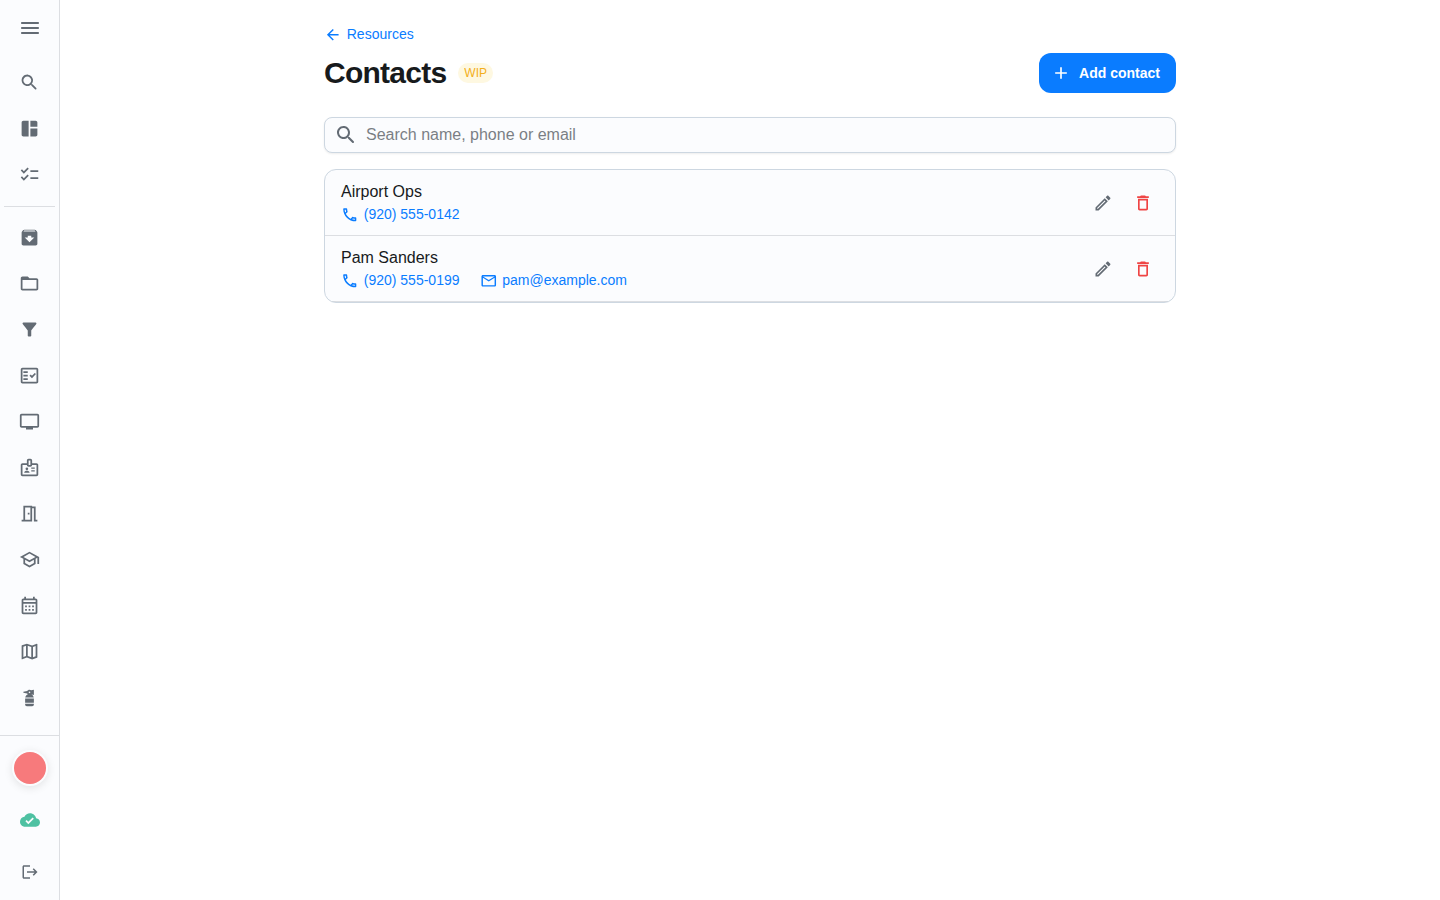 Resources
Contacts WIP
Add contact
Search name, phone or email
Airport Ops
(920) 555-0142
Pam Sanders
(920) 555-0199 pam@example.com